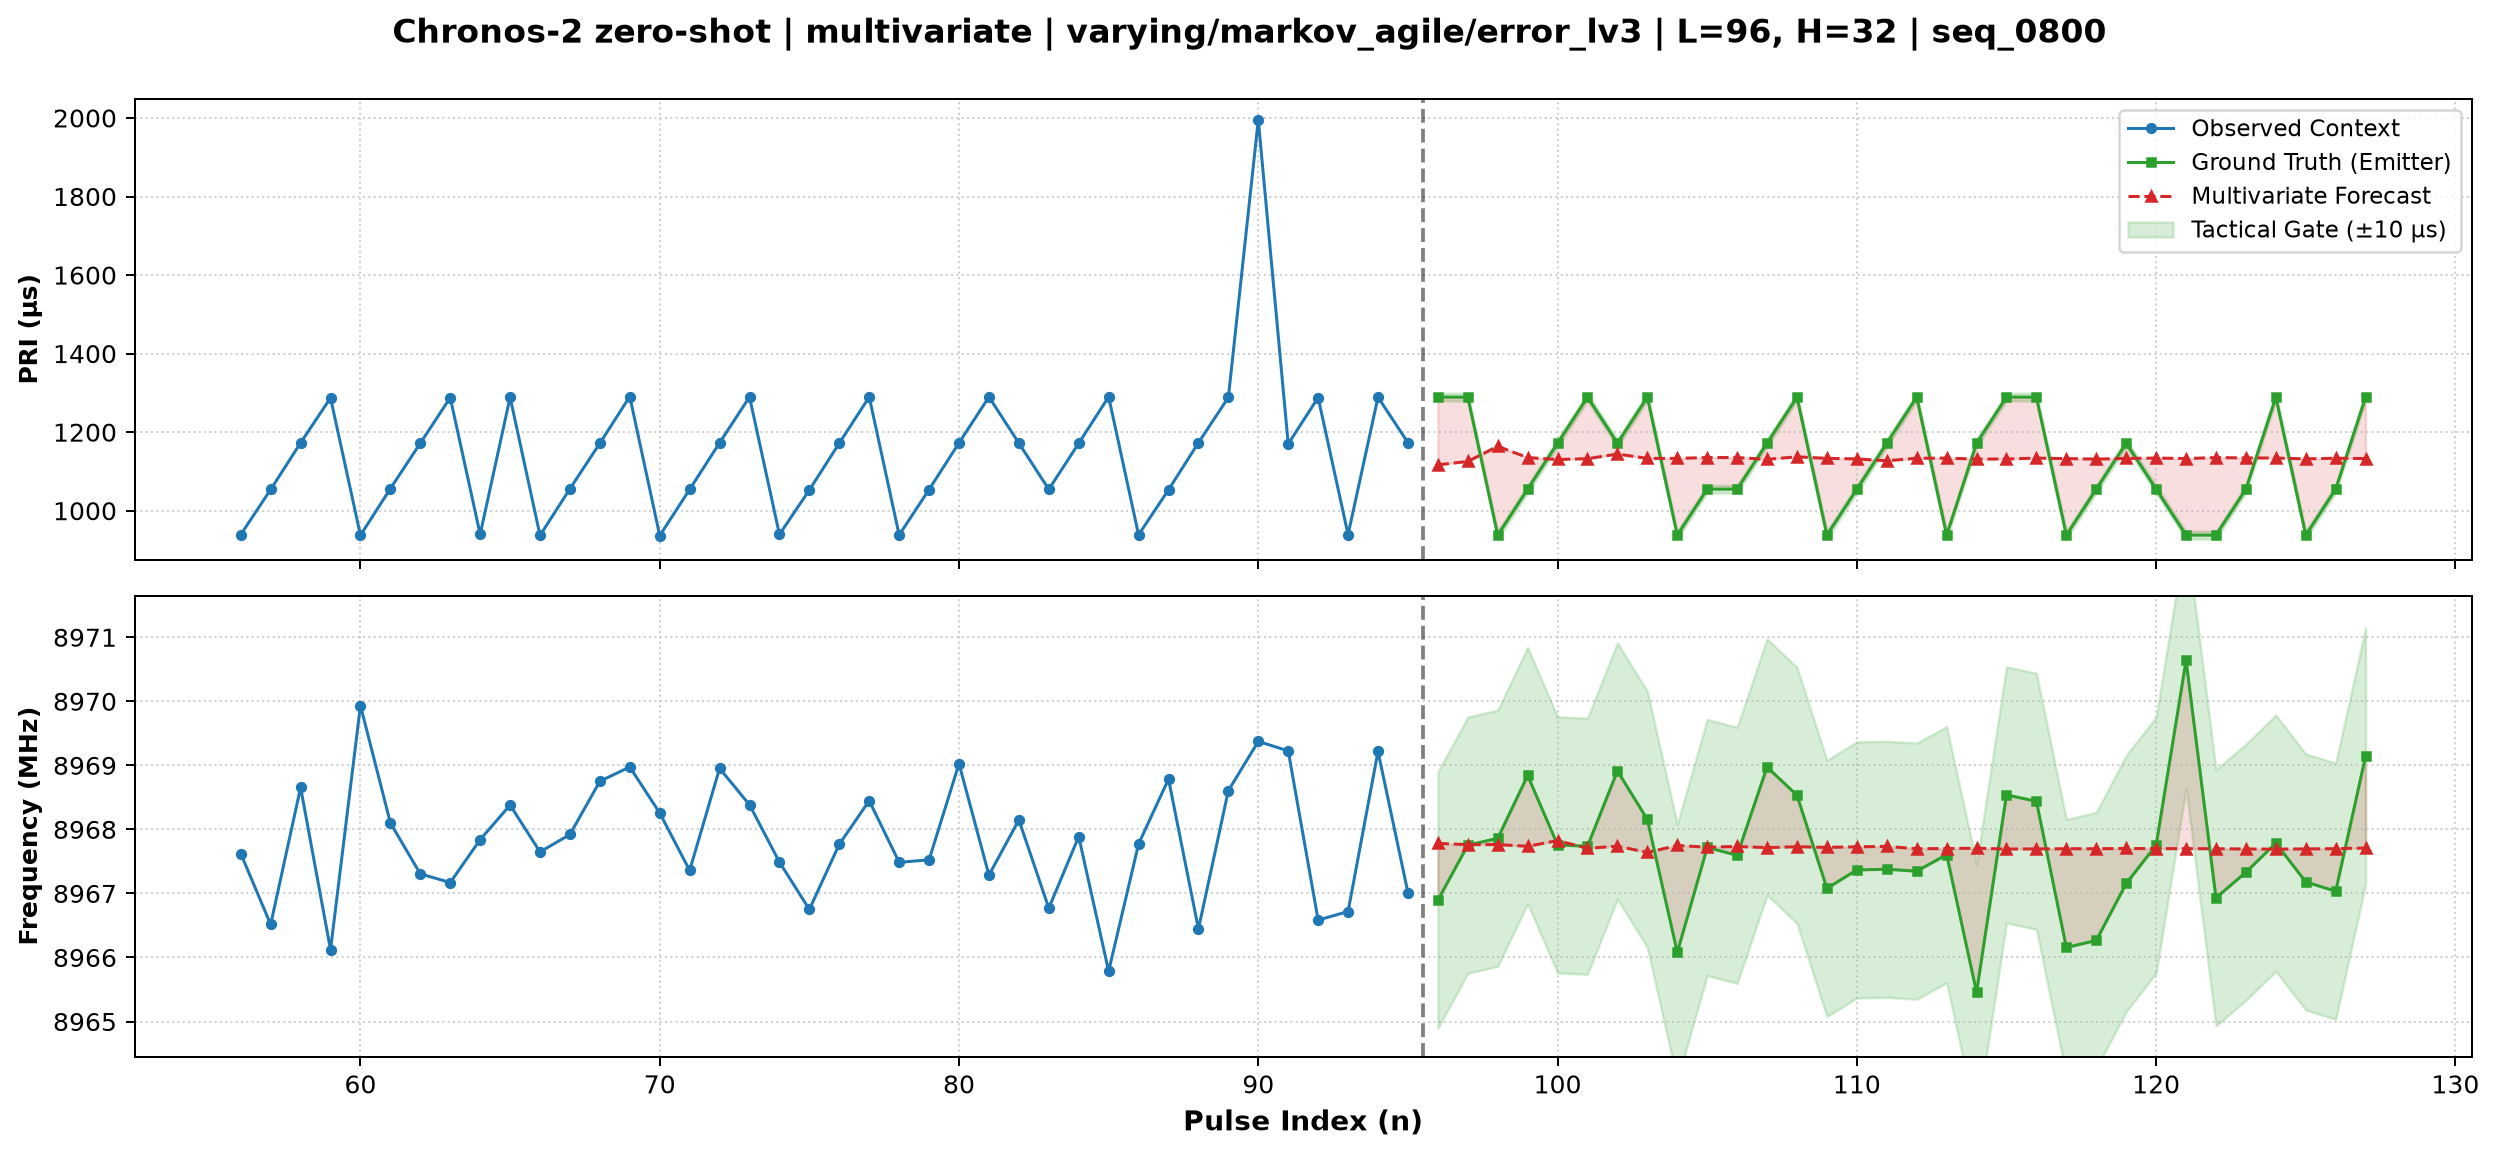 Chronos-2 zero-shot | multivariate | varying/markov_agile/error_lv3 | L=96, H=32 | seq_0800
PRI (µs)
2000
1800
1600
1400
1200
1000
Observed Context
Ground Truth (Emitter)
Multivariate Forecast
Tactical Gate (±10 µs)
Frequency (MHz)
8971
8970
8969
8968
8967
8966
8965
60
70
80
90
100
110
120
130
Pulse Index (n)